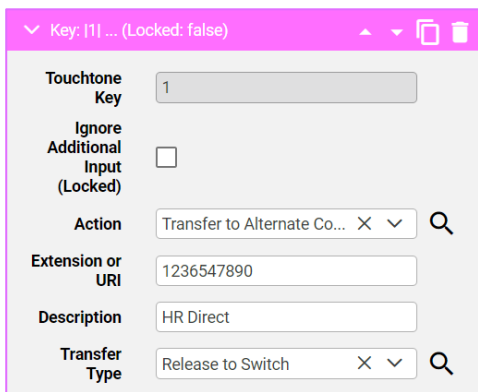 Key: |1| ... (Locked: false)
Touchtone
Key
1
Ignore
Additional
Input
(Locked)
Action
Transfer to Alternate Co...
Extension or
URI
1236547890
Description
HR Direct
Transfer
Type
Release to Switch